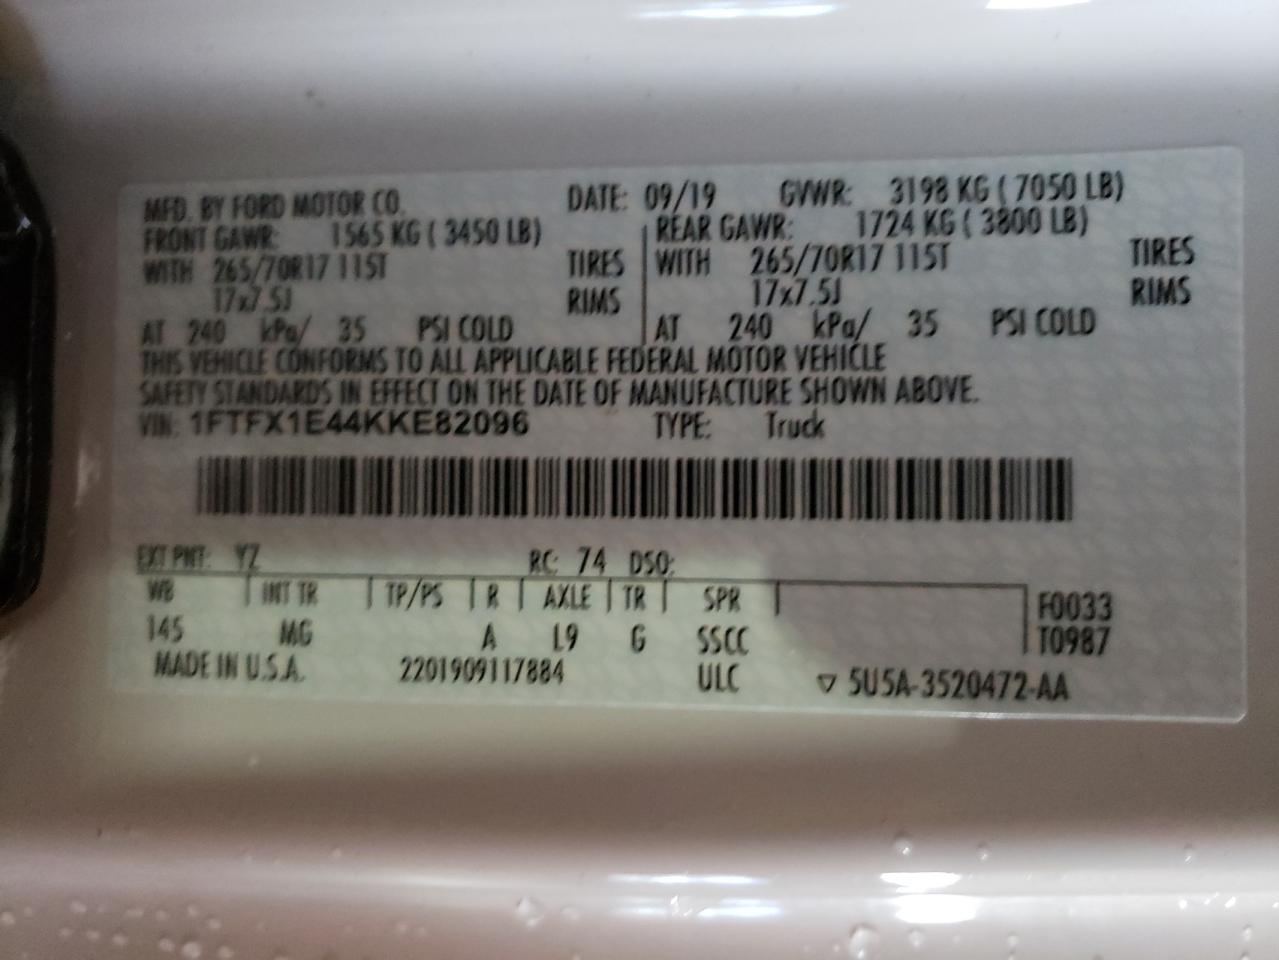 MFD. BY FORD MOTOR CO. DATE: 09/19 GVWR: 3198 KG ( 7050 LB)
FRONT GAWR: 1565 KG ( 3450 LB) REAR GAWR: 1724 KG ( 3800 LB)
WITH 265/70R17 115T TIRES WITH 265/70R17 115T TIRES
17x7.5J RIMS 17x7.5J RIMS
AT 240 kPa/ 35 PSI COLD AT 240 kPa/ 35 PSI COLD
THIS VEHICLE CONFORMS TO ALL APPLICABLE FEDERAL MOTOR VEHICLE
SAFETY STANDARDS IN EFFECT ON THE DATE OF MANUFACTURE SHOWN ABOVE.
VIN: 1FTFX1E44KKE82096 TYPE: Truck
EXT PNT: YZ RC: 74 DSO:
WB INT TR TP/PS R AXLE TR SPR F0033
145 MG A L9 G SSCC T0987
MADE IN U.S.A. 2201909117884 ULC ▽ 5U5A-3520472-AA